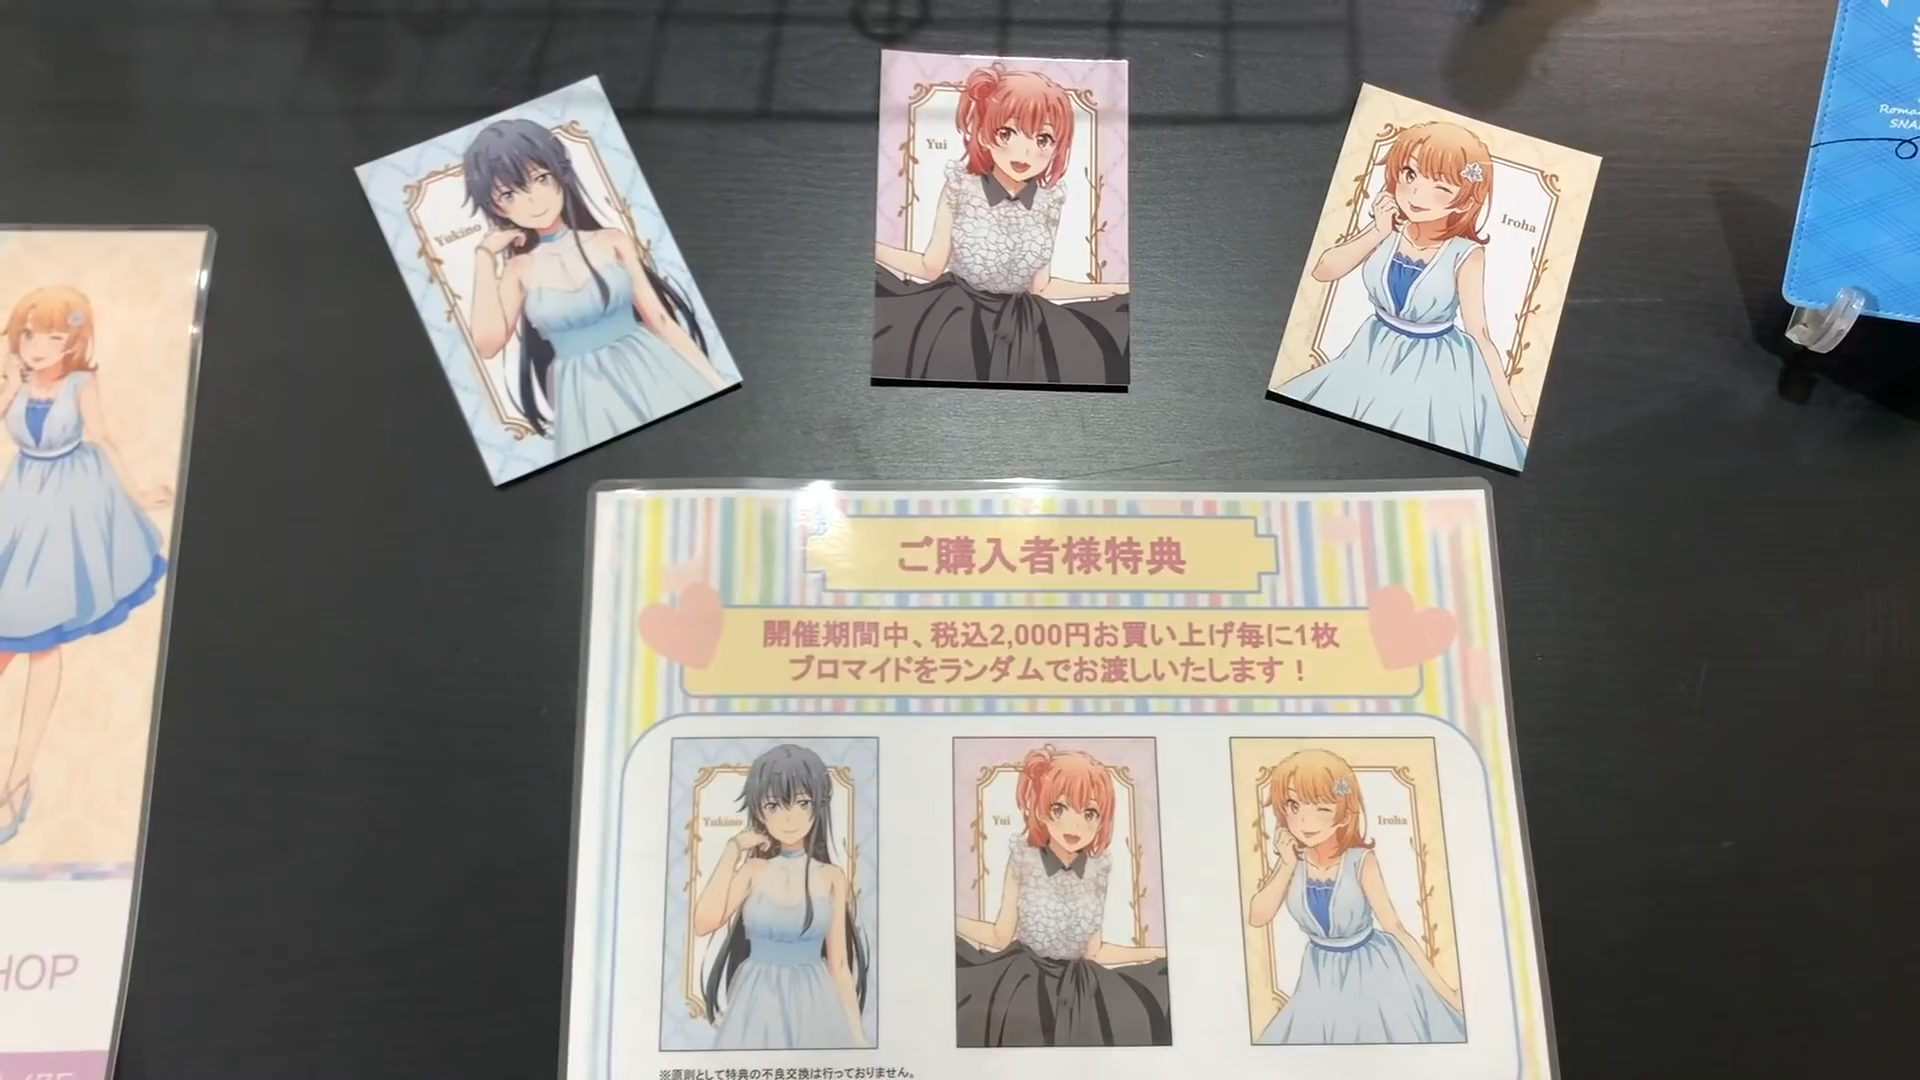 Yukino
Yui
Iroha
SNA
HOP
ご購入者様特典
開催期間中、税込2,000円お買い上げ毎に1枚
ブロマイドをランダムでお渡しいたします！
Yukino
Yui
Iroha
※原則として特典の不良交換は行っておりません。